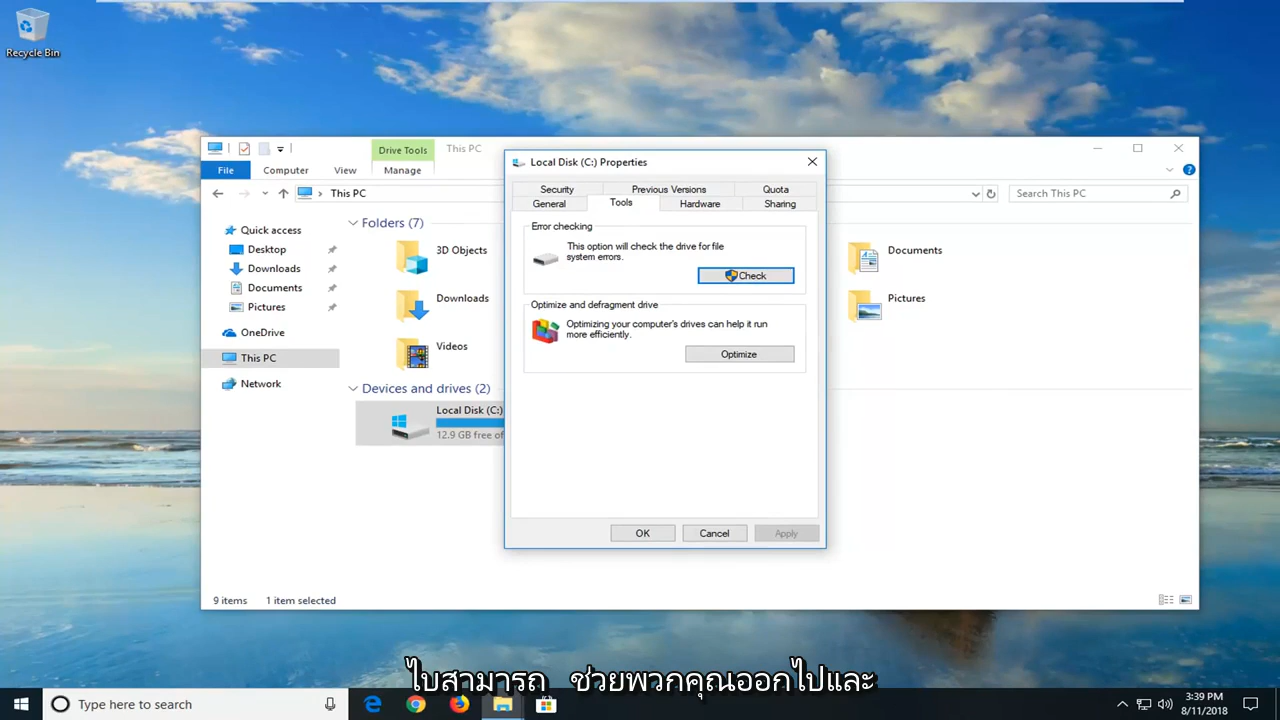 Recycle Bin
Drive Tools
This PC
File
Computer
View
Manage
This PC
Search This PC
Quick access
Desktop
Downloads
Documents
Pictures
OneDrive
This PC
Network
Folders (7)
3D Objects
Downloads
Videos
Documents
Pictures
Devices and drives (2)
Local Disk (C:)
12.9 GB free of
9 items
1 item selected
Local Disk (C:) Properties
Security
Previous Versions
Quota
General
Tools
Hardware
Sharing
Error checking
This option will check the drive for file
system errors.
Check
Optimize and defragment drive
Optimizing your computer's drives can help it run
more efficiently.
Optimize
OK
Cancel
Apply
ไบสามารถ ช่วยพวกคุณออกไปและ
Type here to search
3:39 PM
8/11/2018